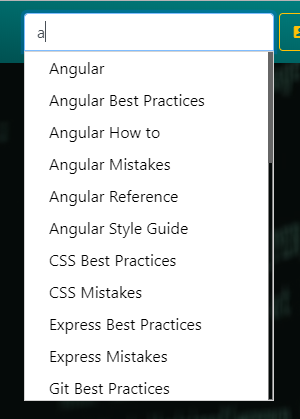 a
Angular
Angular Best Practices
Angular How to
Angular Mistakes
Angular Reference
Angular Style Guide
CSS Best Practices
CSS Mistakes
Express Best Practices
Express Mistakes
Git Best Practices